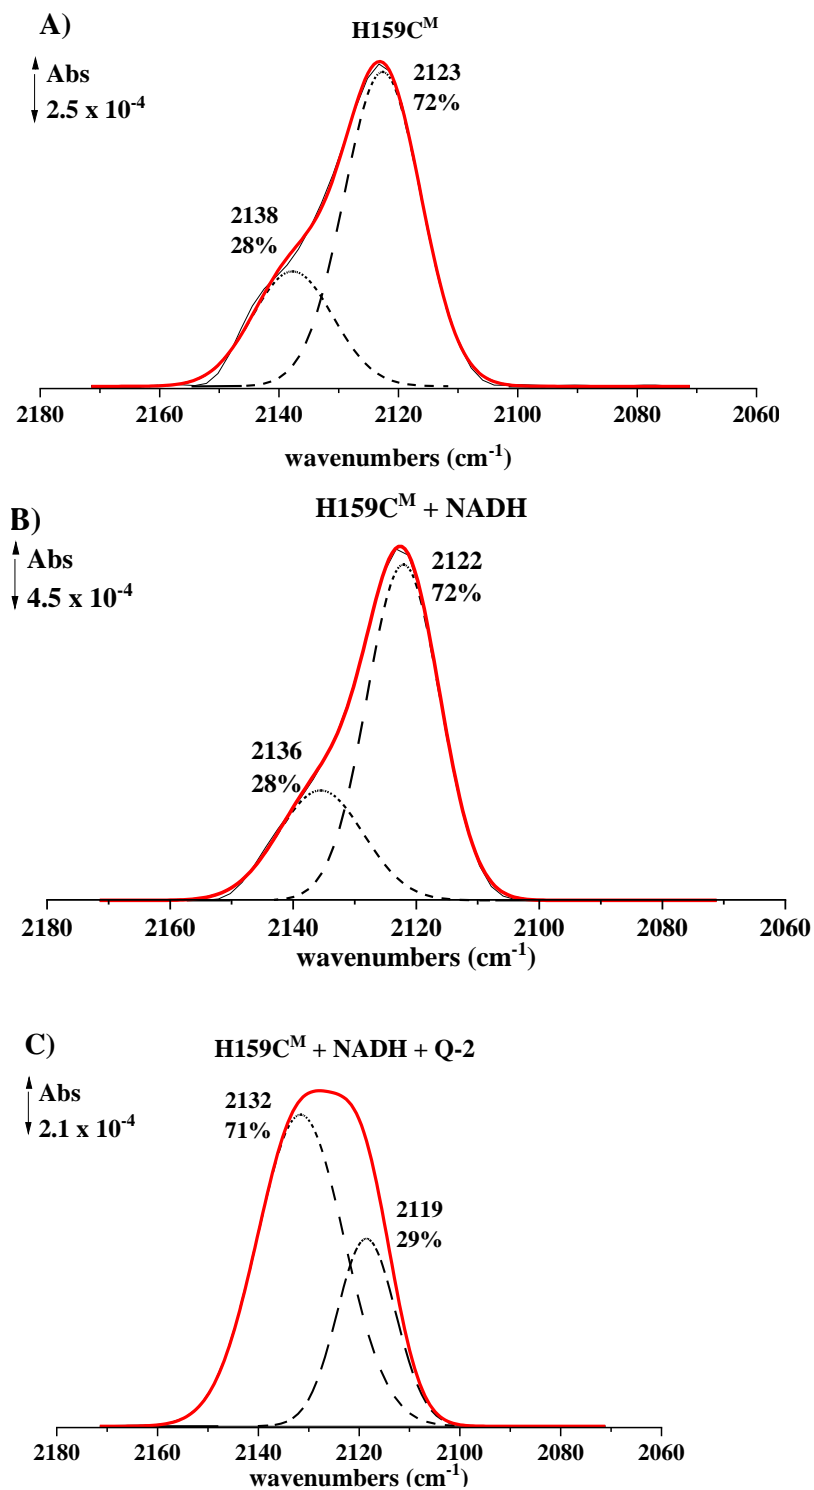 A)
H159Cᴹ
Abs
2.5 x 10⁻⁴
2123
72%
2138
28%
2180 2160 2140 2120 2100 2080 2060
wavenumbers (cm⁻¹)
B)
H159Cᴹ + NADH
Abs
4.5 x 10⁻⁴
2122
72%
2136
28%
2180 2160 2140 2120 2100 2080 2060
wavenumbers (cm⁻¹)
C)
H159Cᴹ + NADH + Q-2
Abs
2.1 x 10⁻⁴
2132
71%
2119
29%
2180 2160 2140 2120 2100 2080 2060
wavenumbers (cm⁻¹)